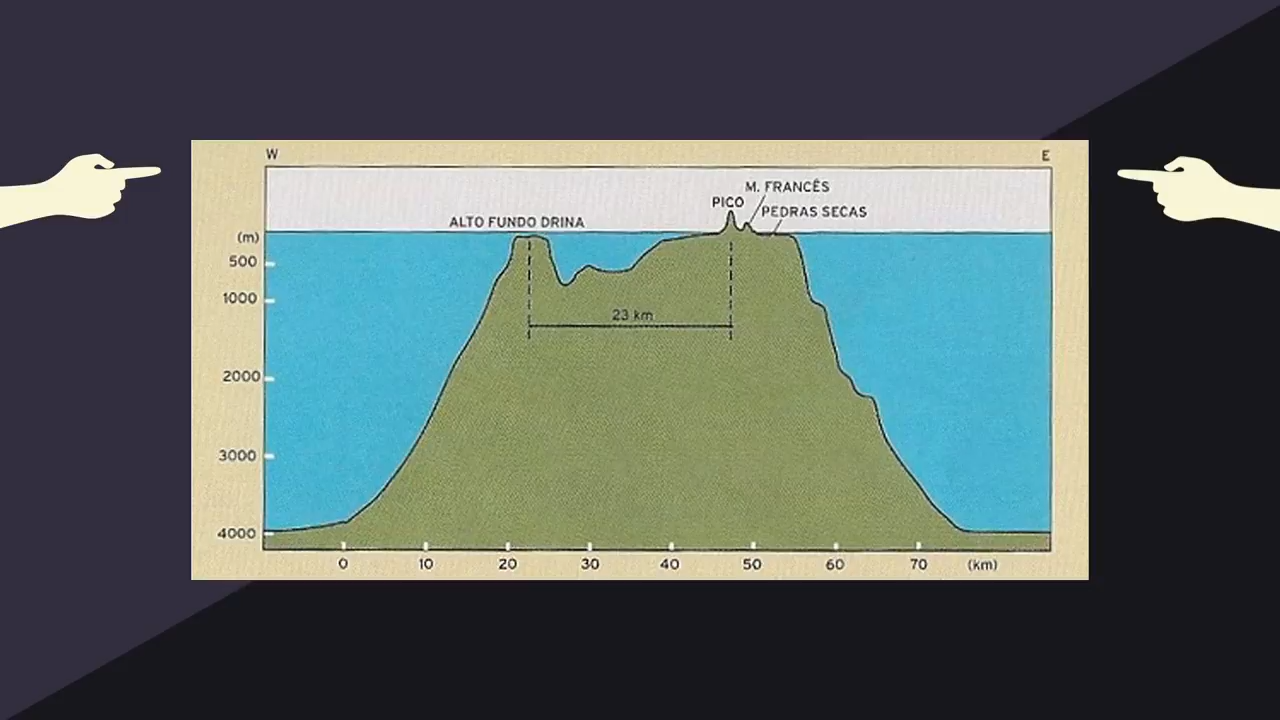 W E
M. FRANCÊS
PICO
PEDRAS SECAS
ALTO FUNDO DRINA
(m)
500
1000
23 km
2000
3000
4000
0 10 20 30 40 50 60 70 (km)